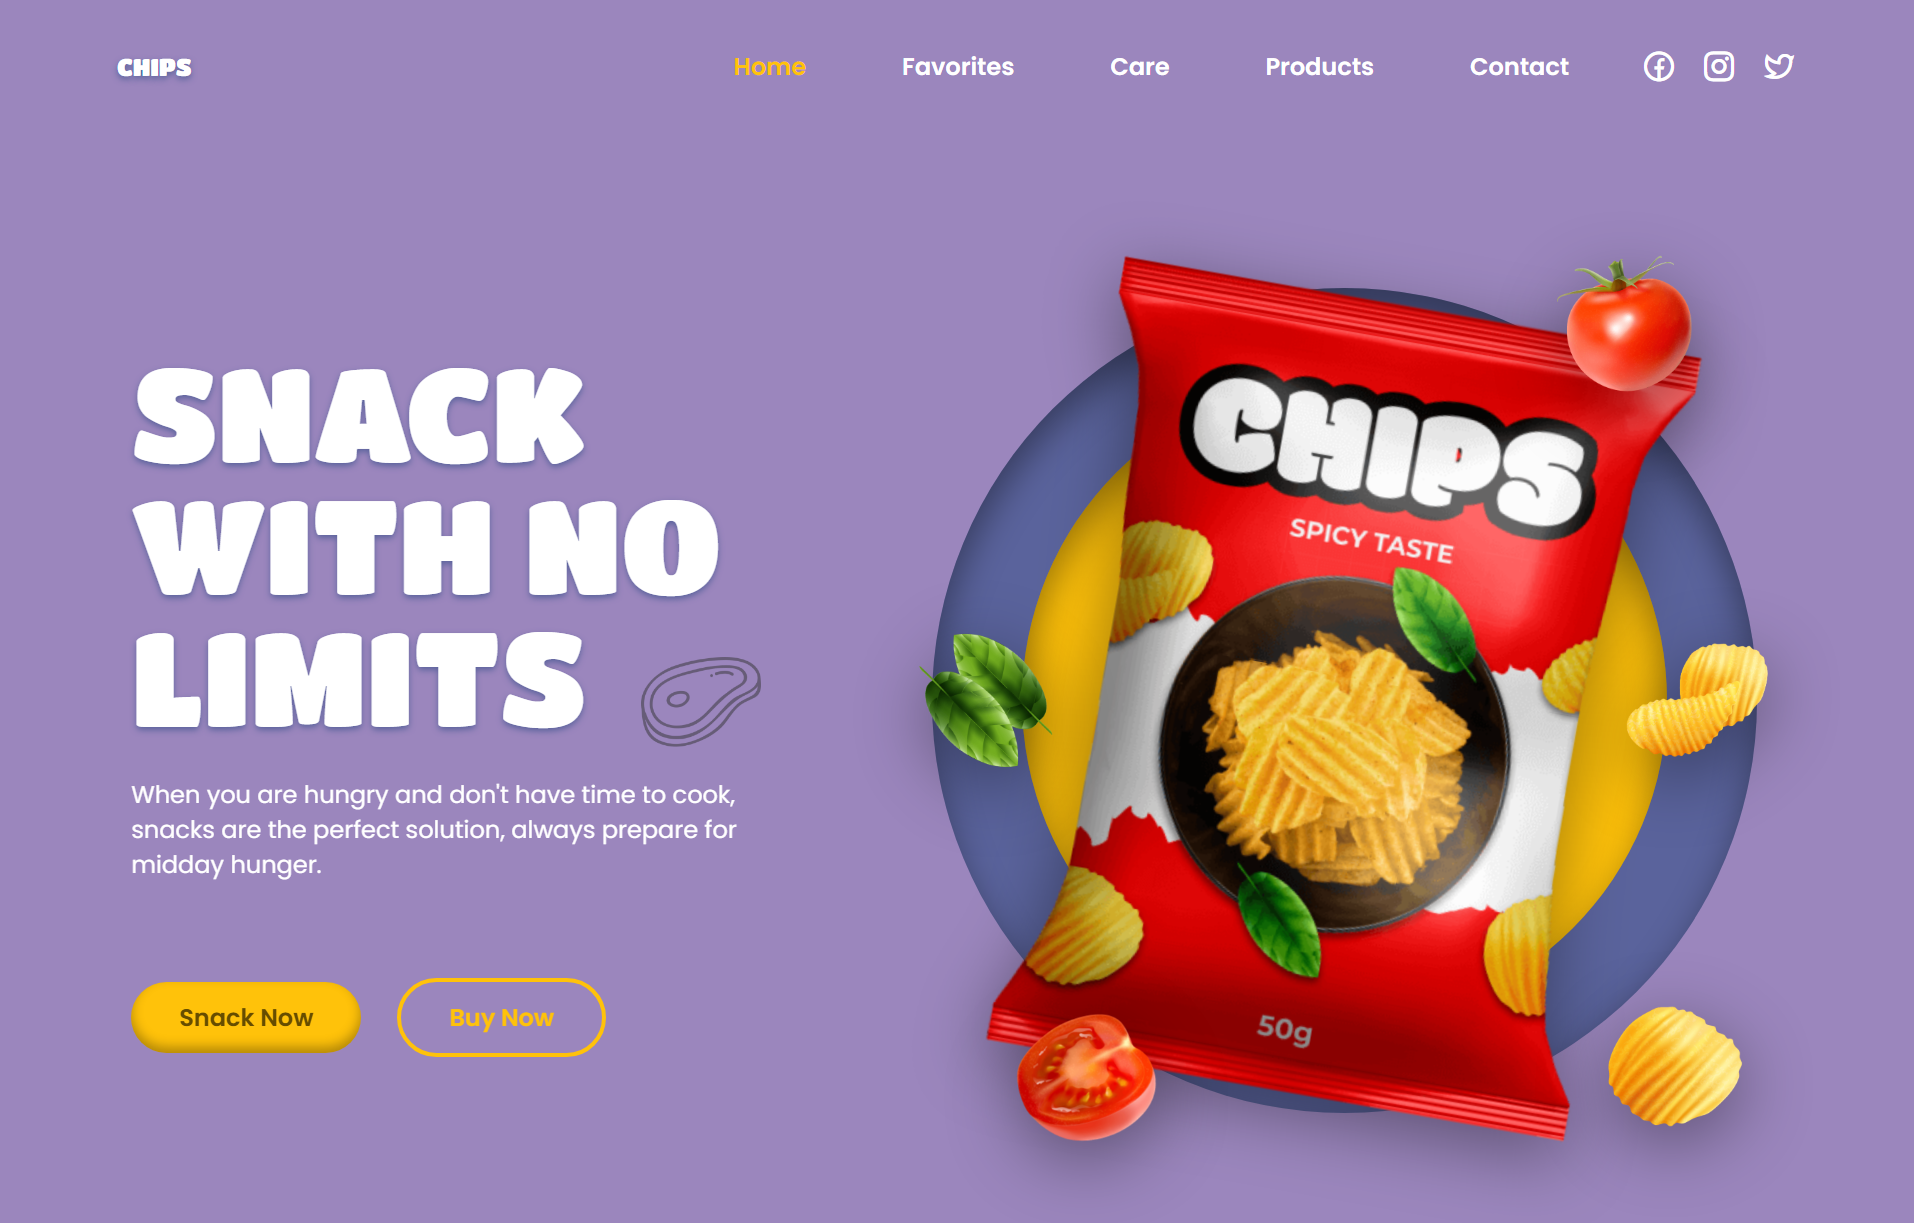 CHIPS
Home
Favorites
Care
Products
Contact
SNACK
WITH NO
LIMITS
When you are hungry and don't have time to cook,
snacks are the perfect solution, always prepare for
midday hunger.
Snack Now
Buy Now
CHIPS
SPICY TASTE
50g